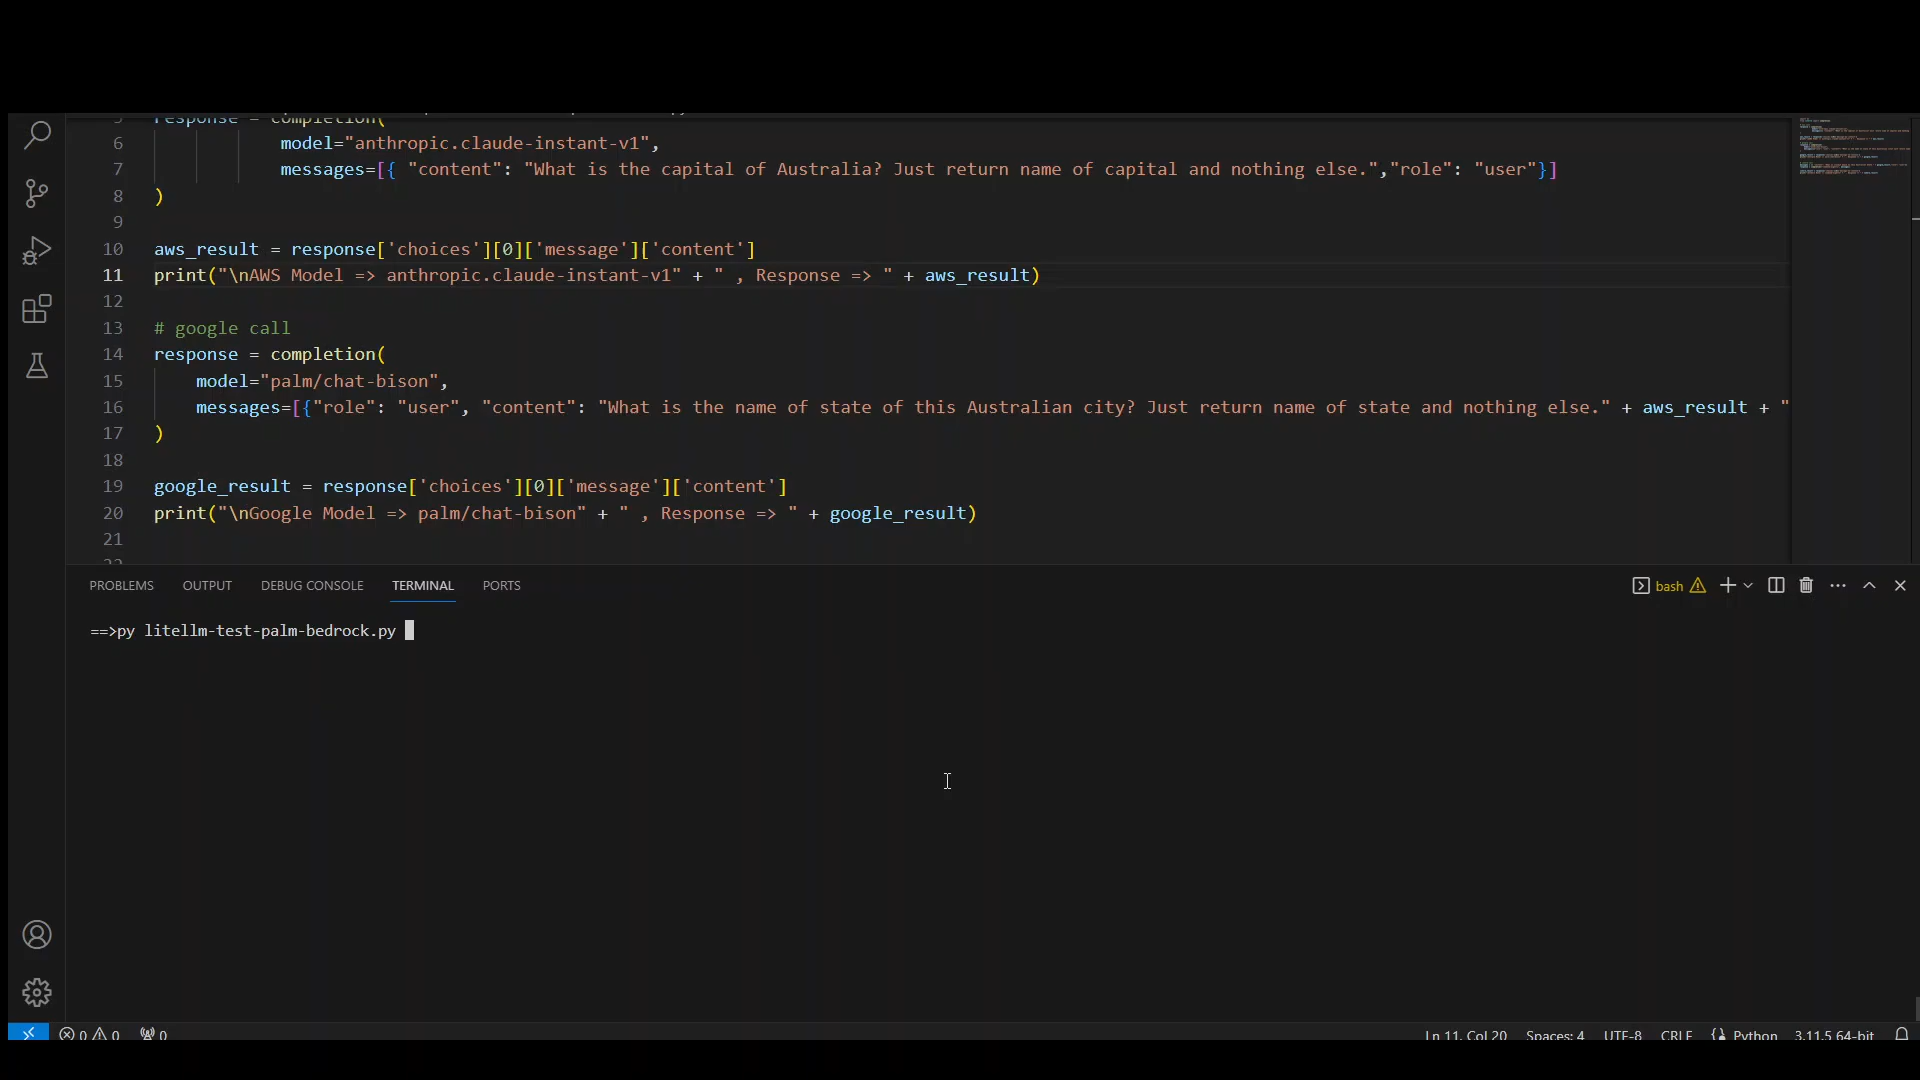 response = completion(
6 model="anthropic.claude-instant-v1",
7 messages=[{ "content": "What is the capital of Australia? Just return name of capital and nothing else.","role": "user"}]
8 )
9
10 aws_result = response['choices'][0]['message']['content']
11 print("\nAWS Model => anthropic.claude-instant-v1" + " , Response => " + aws_result)
12
13 # google call
14 response = completion(
15 model="palm/chat-bison",
16 messages=[{"role": "user", "content": "What is the name of state of this Australian city? Just return name of state and nothing else." + aws_result + "
17 )
18
19 google_result = response['choices'][0]['message']['content']
20 print("\nGoogle Model => palm/chat-bison" + " , Response => " + google_result)
21
22
PROBLEMS OUTPUT DEBUG CONSOLE TERMINAL PORTS bash
==>py litellm-test-palm-bedrock.py
0 0 0 Ln 11, Col 20 Spaces: 4 UTF-8 CRLF Python 3.11.5 64-bit